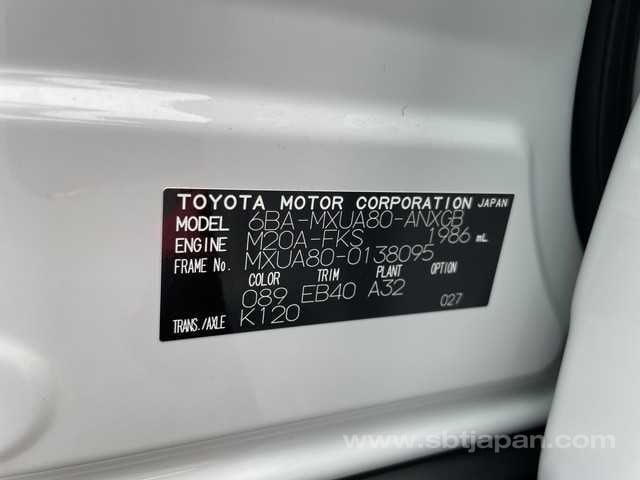 TOYOTA MOTOR CORPORATION JAPAN
MODEL 6BA-MXUA80-ANXGB
ENGINE M20A-FKS 1986 mL
FRAME No. MXUA80-0138095
COLOR TRIM PLANT OPTION
089 EB40 A32 027
TRANS./AXLE K120
www.sbtjapan.com